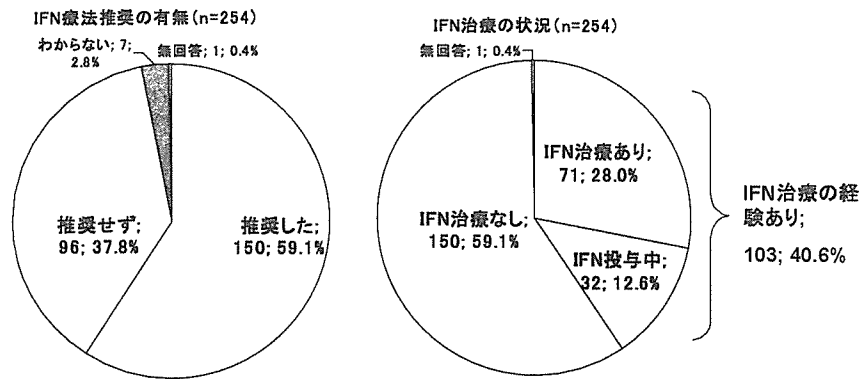 IFN療法推奨の有無(n=254)
わからない; 7;
2.8%
無回答; 1; 0.4%
推奨せず;
96; 37.8%
推奨した;
150; 59.1%
IFN治療の状況(n=254)
無回答; 1; 0.4%
IFN治療あり;
71; 28.0%
IFN治療なし;
150; 59.1%
IFN投与中;
32; 12.6%
IFN治療の経
験あり;
103; 40.6%